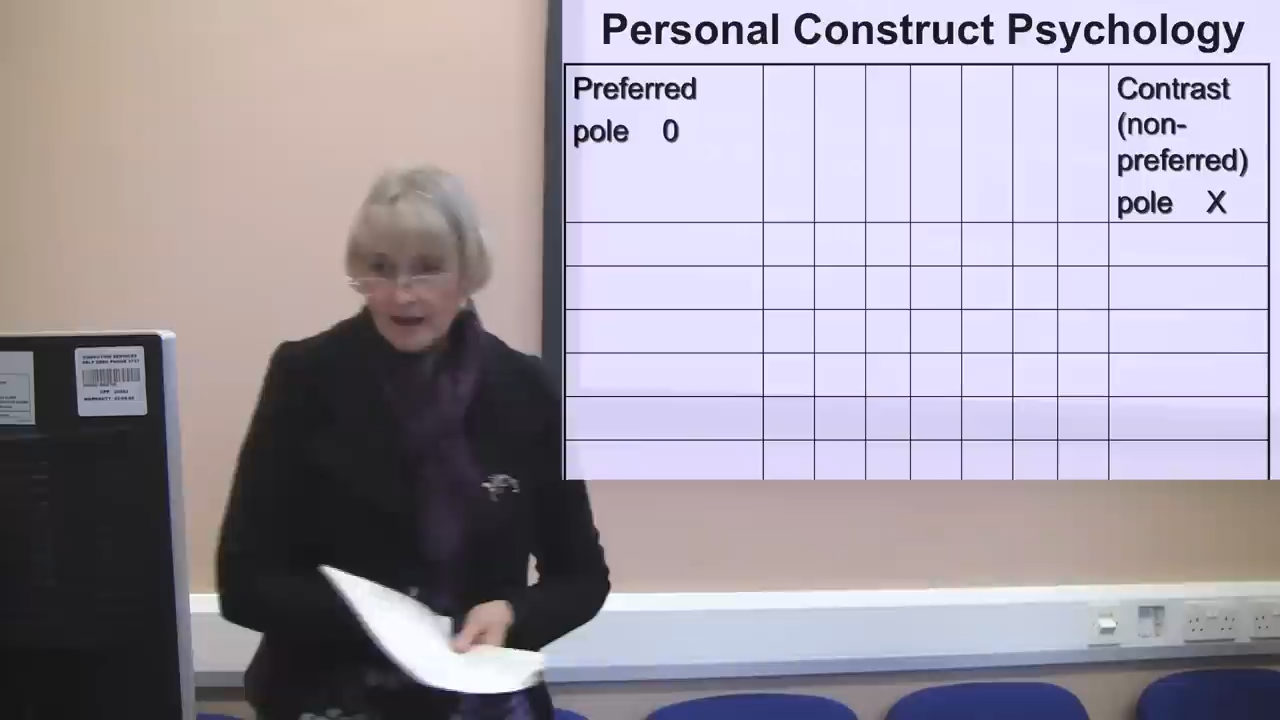 Personal Construct Psychology
Preferred
pole 0
Contrast
(non-
preferred)
pole X